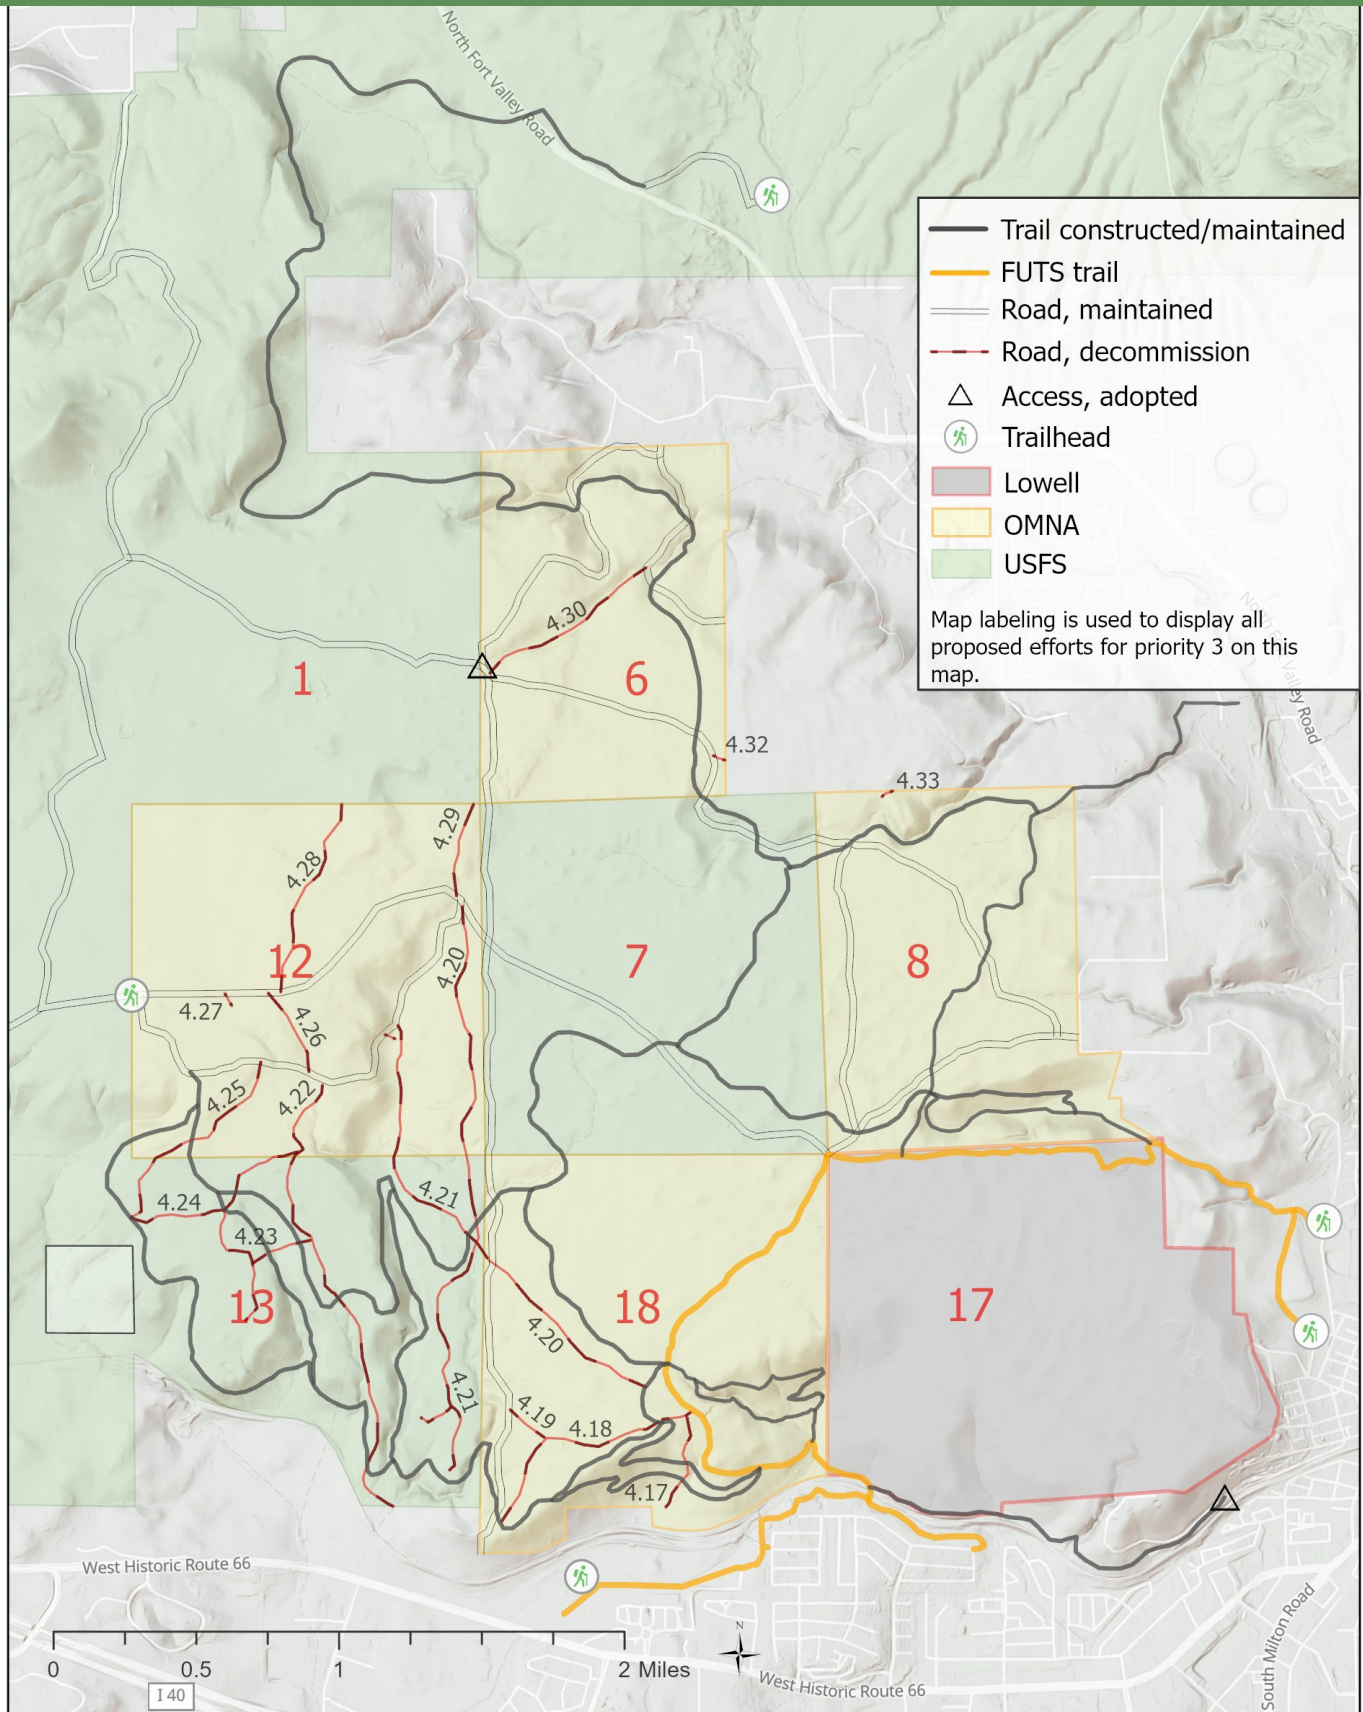 North Fort Valley Road
Trail constructed/maintained
FUTS trail
Road, maintained
Road, decommission
Access, adopted
Trailhead
Lowell
OMNA
USFS
Map labeling is used to display all
proposed efforts for priority 3 on this
map.
Valley Road
4.30
1
6
4.32
4.33
4.29
4.28
12
4.20
7
8
4.27
4.26
4.25
4.22
4.21
4.24
4.23
13
18
17
4.20
4.21
4.19
4.18
4.17
West Historic Route 66
South Milton Road
N
0
0.5
1
2 Miles
I 40
West Historic Route 66